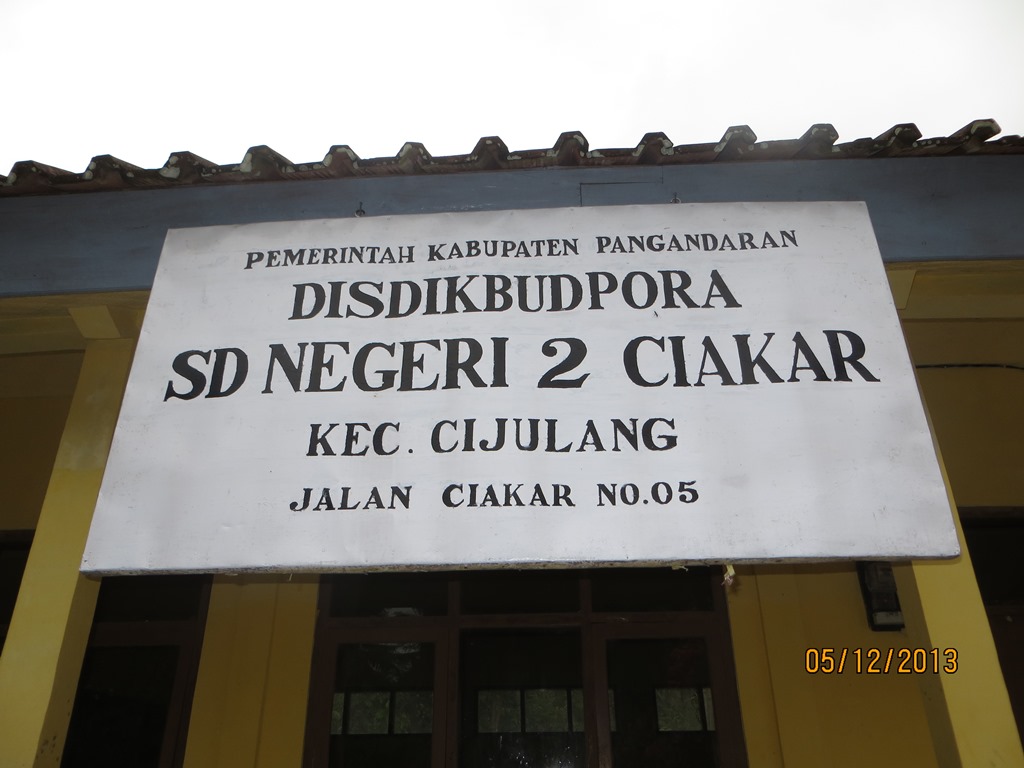 PEMERINTAH KABUPATEN PANGANDARAN
DISDIKBUDPORA
SD NEGERI 2 CIAKAR
KEC. CIJULANG
JALAN CIAKAR NO.05
05/12/2013